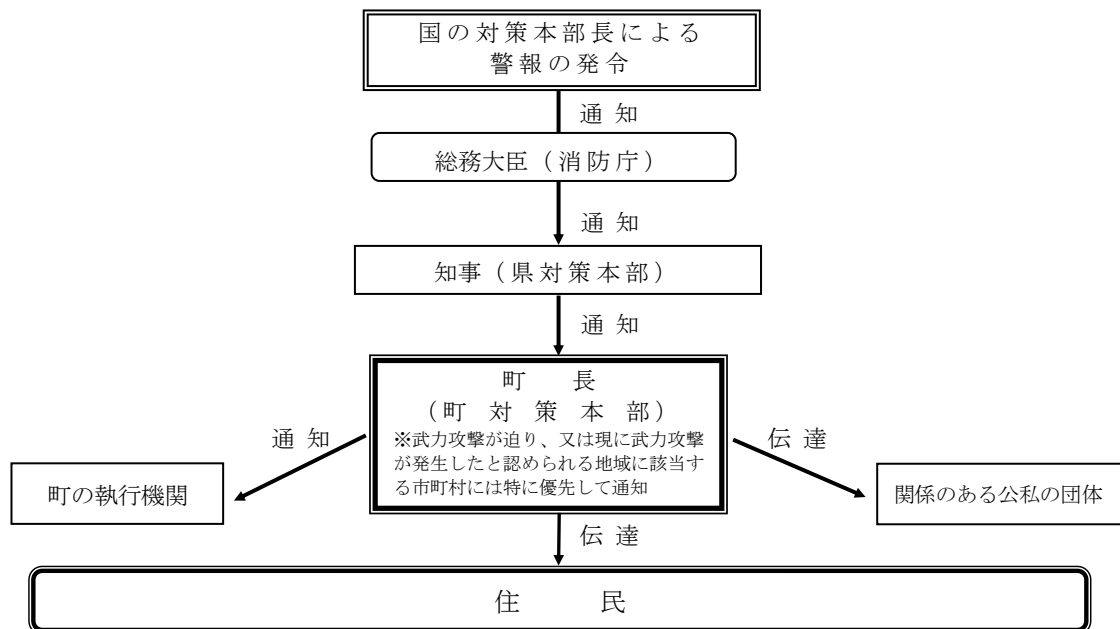 国の対策本部長による
警報の発令
通知
総務大臣（消防庁）
通知
知事（県対策本部）
通知
町　長
（町対策本部）
※武力攻撃が迫り、又は現に武力攻撃
が発生したと認められる地域に該当す
る市町村には特に優先して通知
通知
伝達
町の執行機関
関係のある公私の団体
伝達
住　民